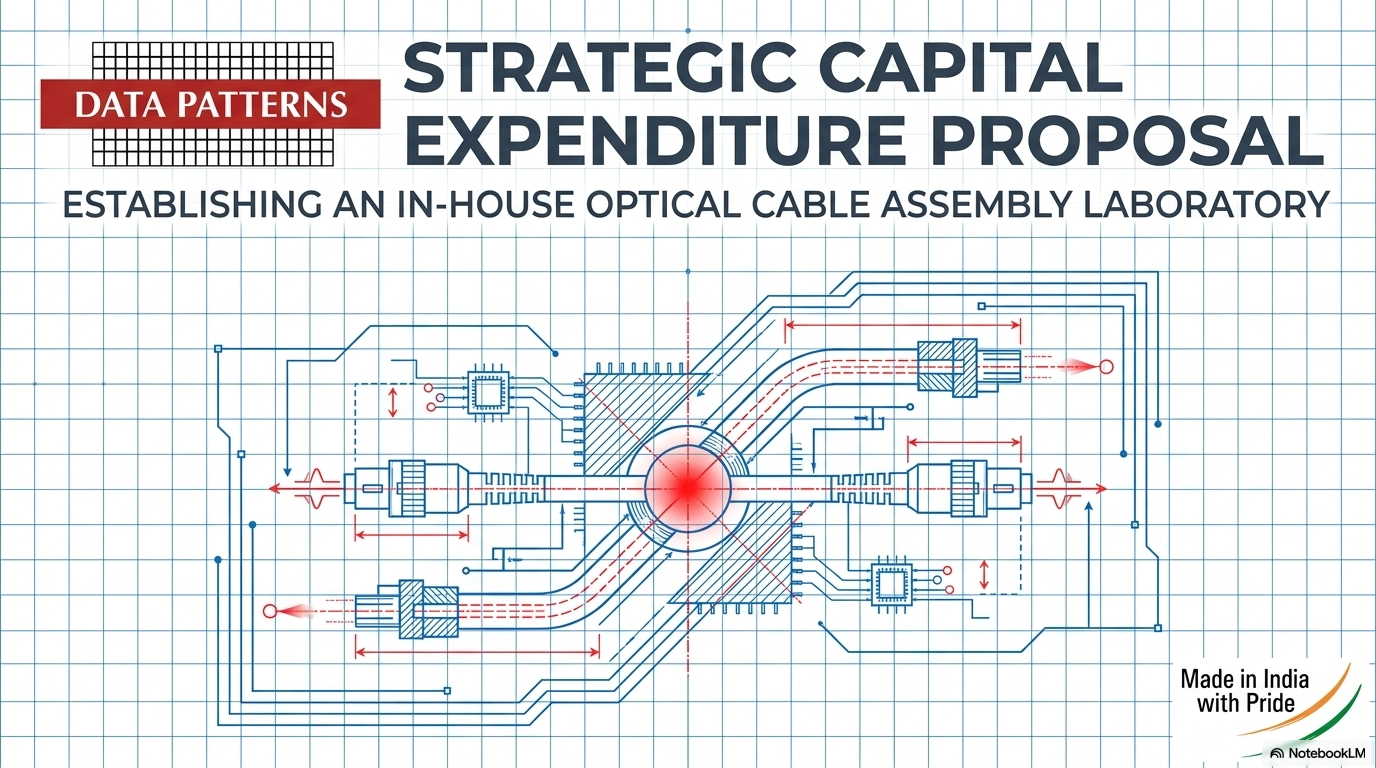 DATA PATTERNS
STRATEGIC CAPITAL
EXPENDITURE PROPOSAL
ESTABLISHING AN IN-HOUSE OPTICAL CABLE ASSEMBLY LABORATORY
Made in India
with Pride
NotebookLM